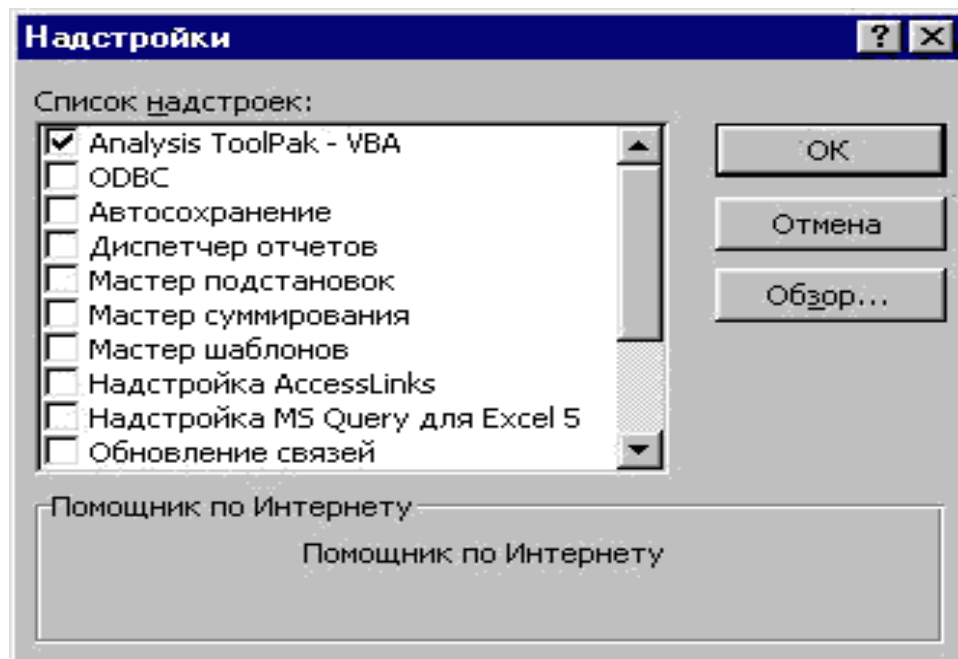 Надстройки
Список надстроек:
Analysis ToolPak - VBA
ODBC
Автосохранение
Диспетчер отчетов
Мастер подстановок
Мастер суммирования
Мастер шаблонов
Надстройка AccessLinks
Надстройка MS Query для Excel 5
Обновление связей
ОК
Отмена
Обзор...
Помощник по Интернету
Помощник по Интернету